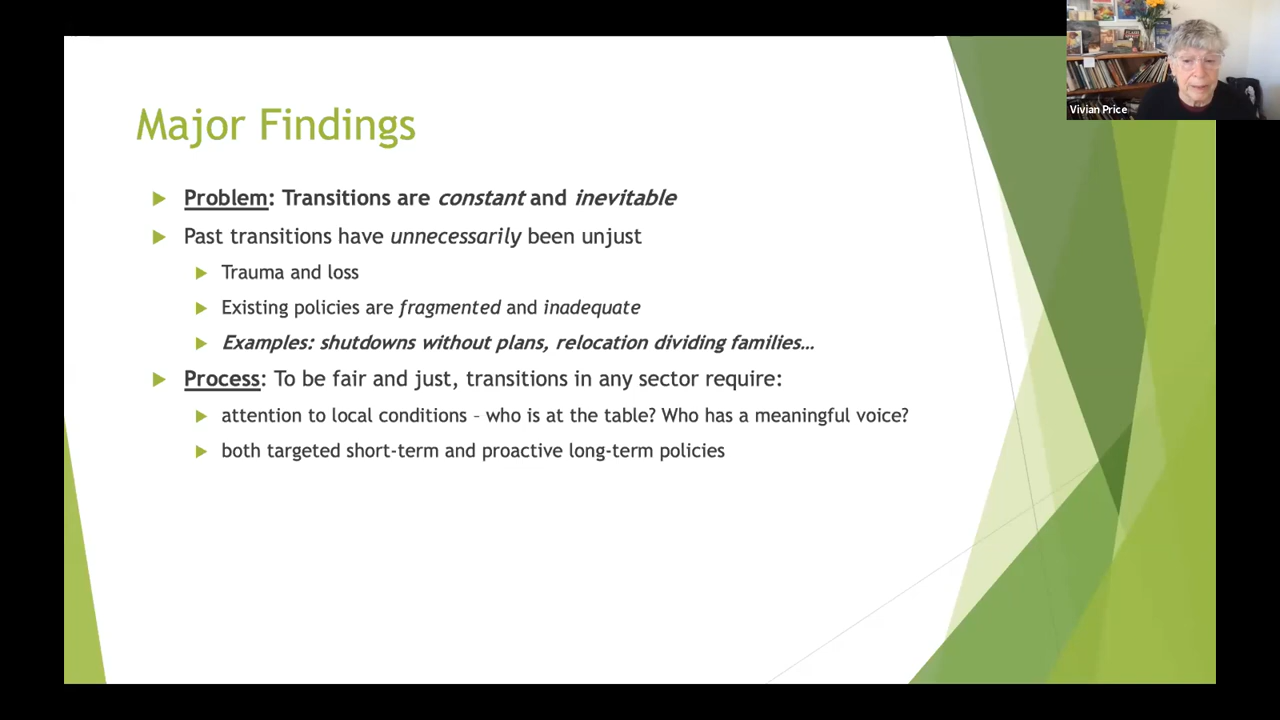 Vivian Price
Major Findings
Problem: Transitions are constant and inevitable
Past transitions have unnecessarily been unjust
Trauma and loss
Existing policies are fragmented and inadequate
Examples: shutdowns without plans, relocation dividing families…
Process: To be fair and just, transitions in any sector require:
attention to local conditions – who is at the table? Who has a meaningful voice?
both targeted short-term and proactive long-term policies